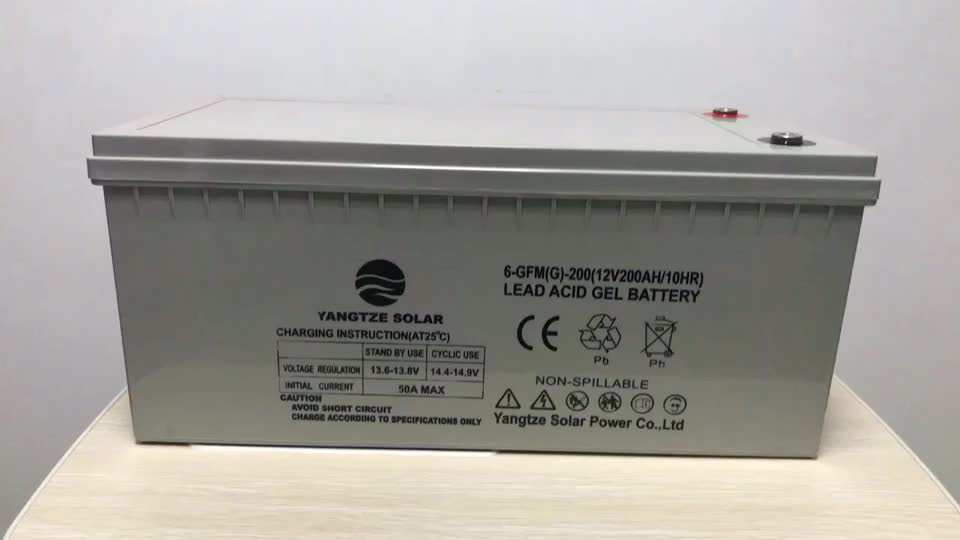 YANGTZE SOLAR
CHARGING INSTRUCTION(AT25℃)
STAND BY USE CYCLIC USE
VOLTAGE REGULATION 13.6-13.8V 14.4-14.9V
INITIAL CURRENT 50A MAX
CAUTION
AVOID SHORT CIRCUIT
CHARGE ACCORDING TO SPECIFICATIONS ONLY
6-GFM(G)-200(12V200AH/10HR)
LEAD ACID GEL BATTERY
CE
Pb Pb
NON-SPILLABLE
Yangtze Solar Power Co.,Ltd